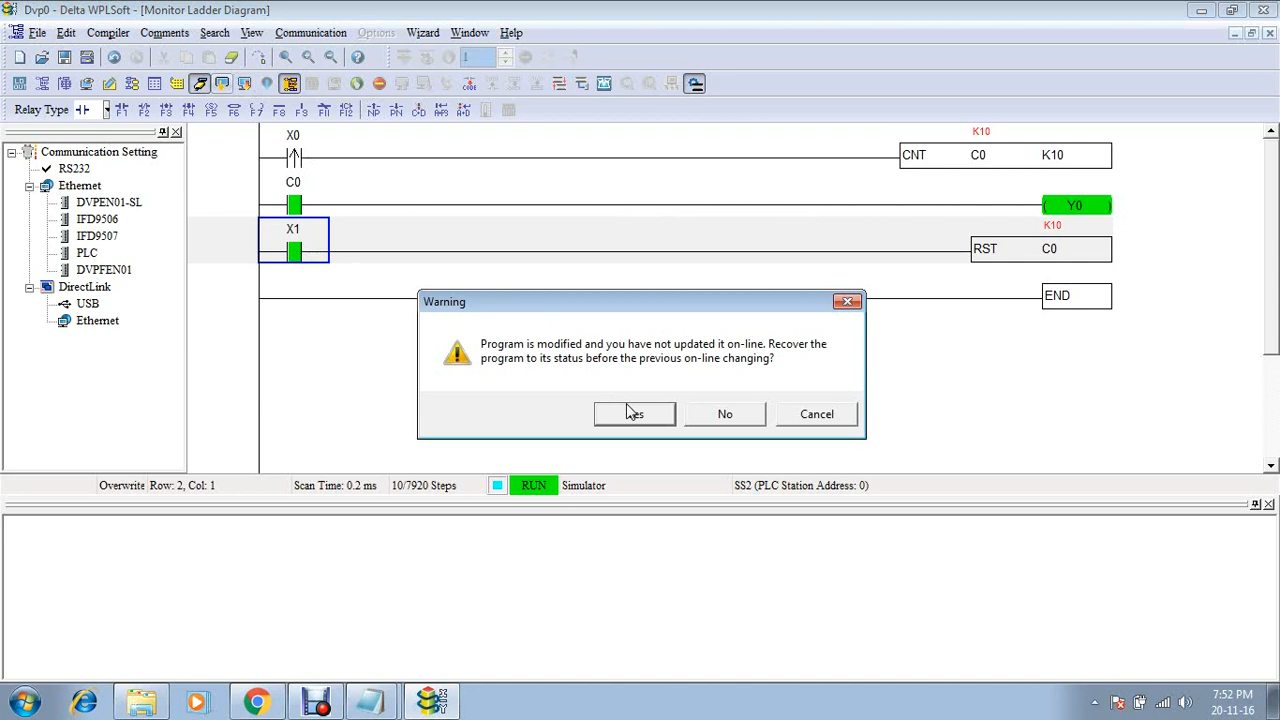 Dvp0 - Delta WPLSoft - [Monitor Ladder Diagram]
File Edit Compiler Comments Search View Communication Options Wizard Window Help
1
Relay Type
Communication Setting
RS232
Ethernet
DVPEN01-SL
IFD9506
IFD9507
PLC
DVPFEN01
DirectLink
USB
Ethernet
X0
K10
CNT C0 K10
C0
Y0
X1
K10
RST C0
END
Warning
Program is modified and you have not updated it on-line. Recover the
program to its status before the previous on-line changing?
No Cancel
Overwrite Row: 2, Col: 1 Scan Time: 0.2 ms 10/7920 Steps RUN Simulator SS2 (PLC Station Address: 0)
7:52 PM
20-11-16